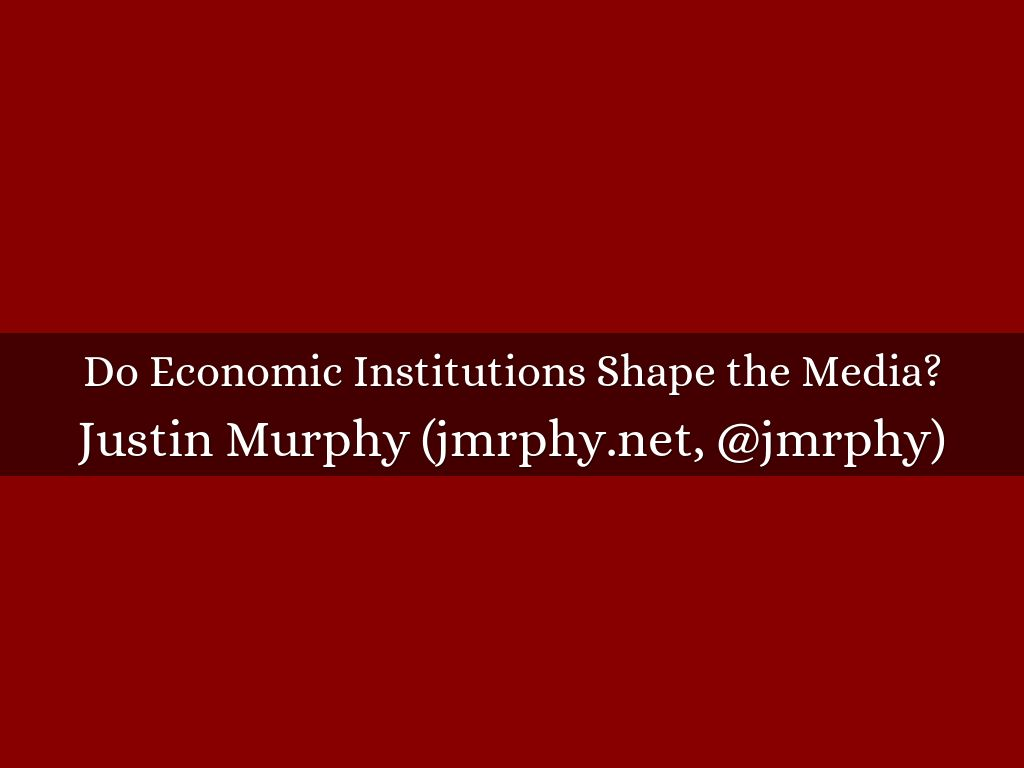 Do Economic Institutions Shape the Media?
Justin Murphy (jmrphy.net, @jmrphy)